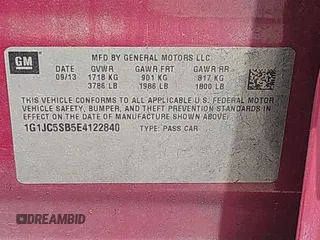 GM
MFD BY GENERAL MOTORS LLC.
DATE GVWR GAWR FRT GAWR RR
09/13 1718 KG 901 KG 817 KG
3786 LB 1986 LB 1800 LB
THIS VEHICLE CONFORMS TO ALL APPLICABLE U.S. FEDERAL MOTOR
VEHICLE SAFETY, BUMPER, AND THEFT PREVENTION STANDARDS IN
EFFECT ON THE DATE OF MANUFACTURE SHOWN ABOVE.
1G1JC5SB5E4122840 TYPE: PASS CAR
DREAMBID